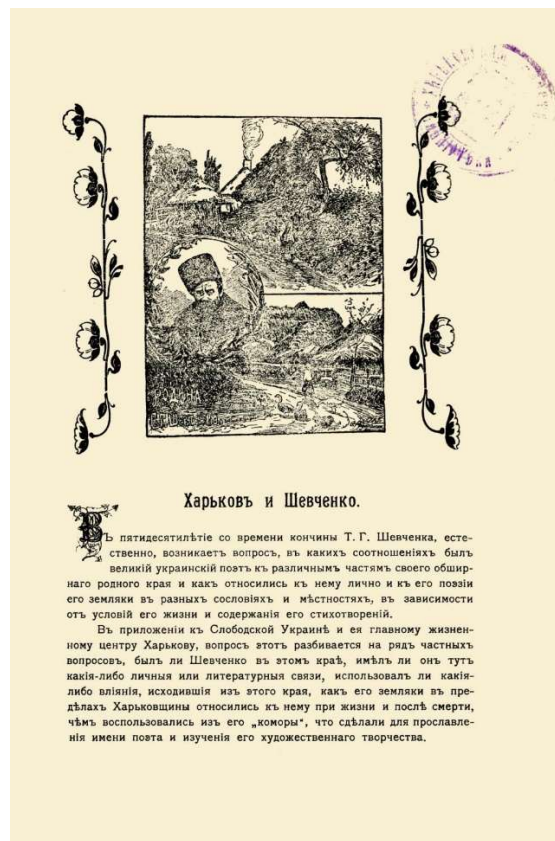 Харьковъ и Шевченко.
Въ пятидесятилѣтіе со времени кончины Т. Г. Шевченка, есте-
ственно, возникаетъ вопросъ, въ какихъ соотношеніяхъ былъ
великій украинскій поэтъ къ различнымъ частямъ своего обшир-
наго родного края и какъ относились къ нему лично и къ его поэзіи
его земляки въ разныхъ сословіяхъ и мѣстностяхъ, въ зависимости
отъ условій его жизни и содержанія его стихотвореній.
Въ приложеніи къ Слободской Украинѣ и ея главному жизнен-
ному центру Харькову, вопросъ этотъ разбивается на рядъ частныхъ
вопросовъ, былъ ли Шевченко въ этомъ краѣ, имѣлъ ли онъ тутъ
какія-либо личныя или литературныя связи, использовалъ ли какія-
либо вліянія, исходившія изъ этого края, какъ его земляки въ пре-
дѣлахъ Харьковщины относились къ нему при жизни и послѣ смерти,
чѣмъ воспользовались изъ его „коморы“, что сдѣлали для прославле-
нія имени поэта и изученія его художественнаго творчества.